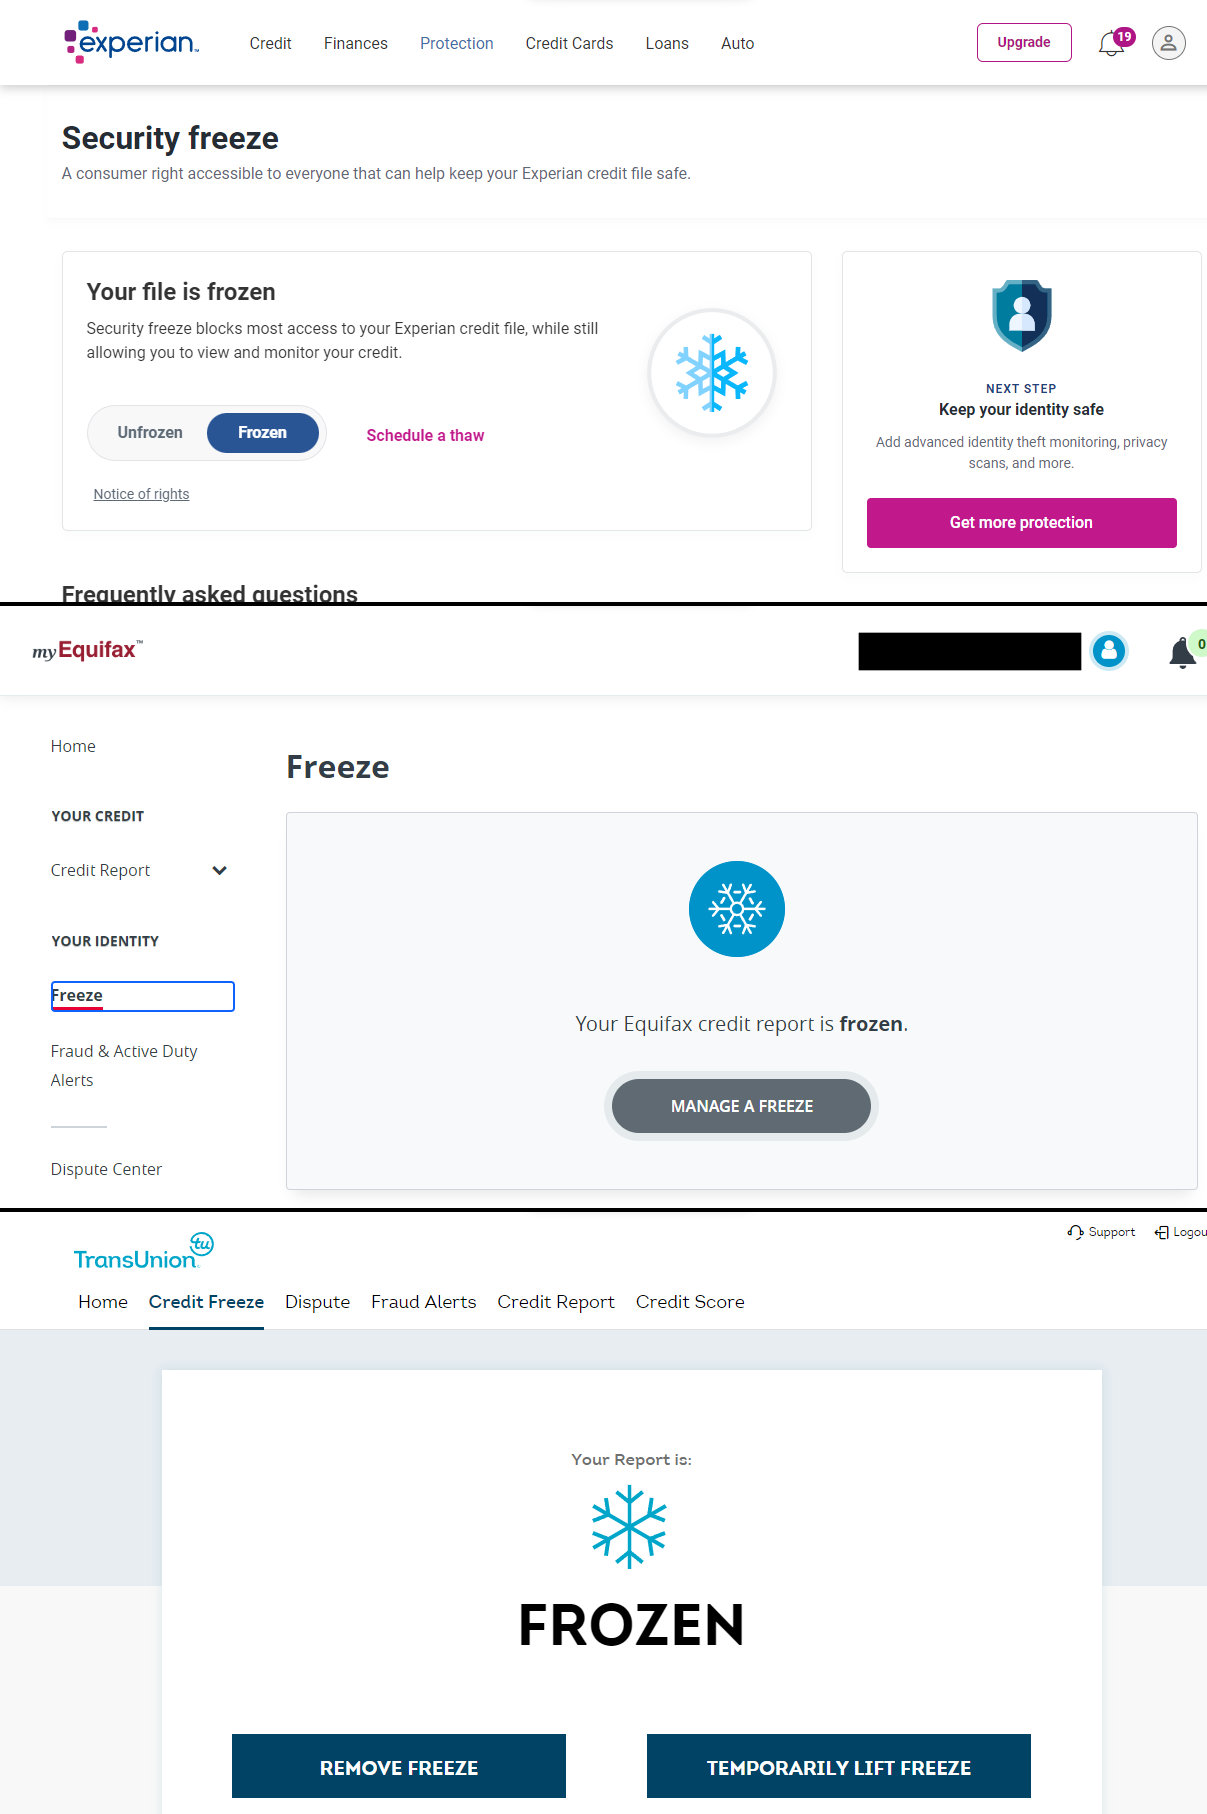 experian™
Credit
Finances
Protection
Credit Cards
Loans
Auto
Upgrade
19
Security freeze
A consumer right accessible to everyone that can help keep your Experian credit file safe.
Your file is frozen
Security freeze blocks most access to your Experian credit file, while still
allowing you to view and monitor your credit.
Unfrozen
Frozen
Schedule a thaw
Notice of rights
NEXT STEP
Keep your identity safe
Add advanced identity theft monitoring, privacy
scans, and more.
Get more protection
Frequently asked questions
myEquifax™
0
Home
YOUR CREDIT
Credit Report
YOUR IDENTITY
Freeze
Fraud & Active Duty
Alerts
Dispute Center
Freeze
Your Equifax credit report is frozen.
MANAGE A FREEZE
Support
Logou
TransUnion
tu
Home
Credit Freeze
Dispute
Fraud Alerts
Credit Report
Credit Score
Your Report is:
FROZEN
REMOVE FREEZE
TEMPORARILY LIFT FREEZE